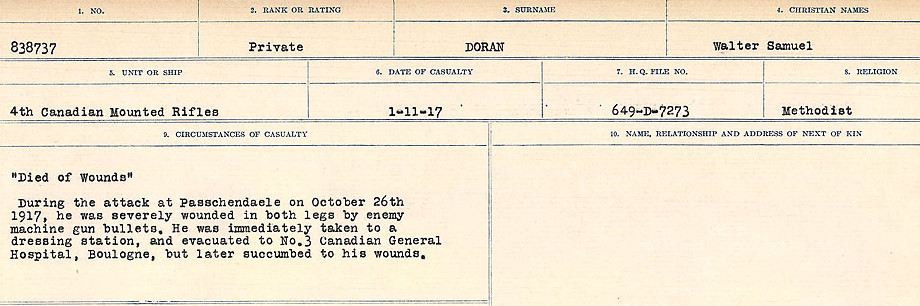 1. NO. 2. RANK OR RATING 3. SURNAME 4. CHRISTIAN NAMES
838737 Private DORAN Walter Samuel
5. UNIT OR SHIP 6. DATE OF CASUALTY 7. H.Q. FILE NO. 8. RELIGION
4th Canadian Mounted Rifles 1-11-17 649-D-7273 Methodist
9. CIRCUMSTANCES OF CASUALTY 10. NAME, RELATIONSHIP AND ADDRESS OF NEXT OF KIN
"Died of Wounds"
During the attack at Passchendaele on October 26th
1917, he was severely wounded in both legs by enemy
machine gun bullets. He was immediately taken to a
dressing station, and evacuated to No.3 Canadian General
Hospital, Boulogne, but later succumbed to his wounds.